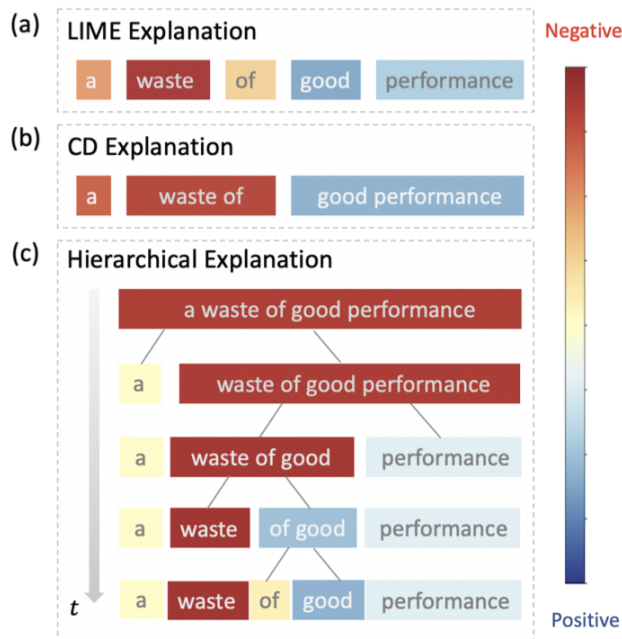 (a) LIME Explanation Negative
a waste of good performance
(b) CD Explanation
a waste of good performance
(c) Hierarchical Explanation
a waste of good performance
a waste of good performance
a waste of good performance
a waste of good performance
t a waste of good performance
Positive